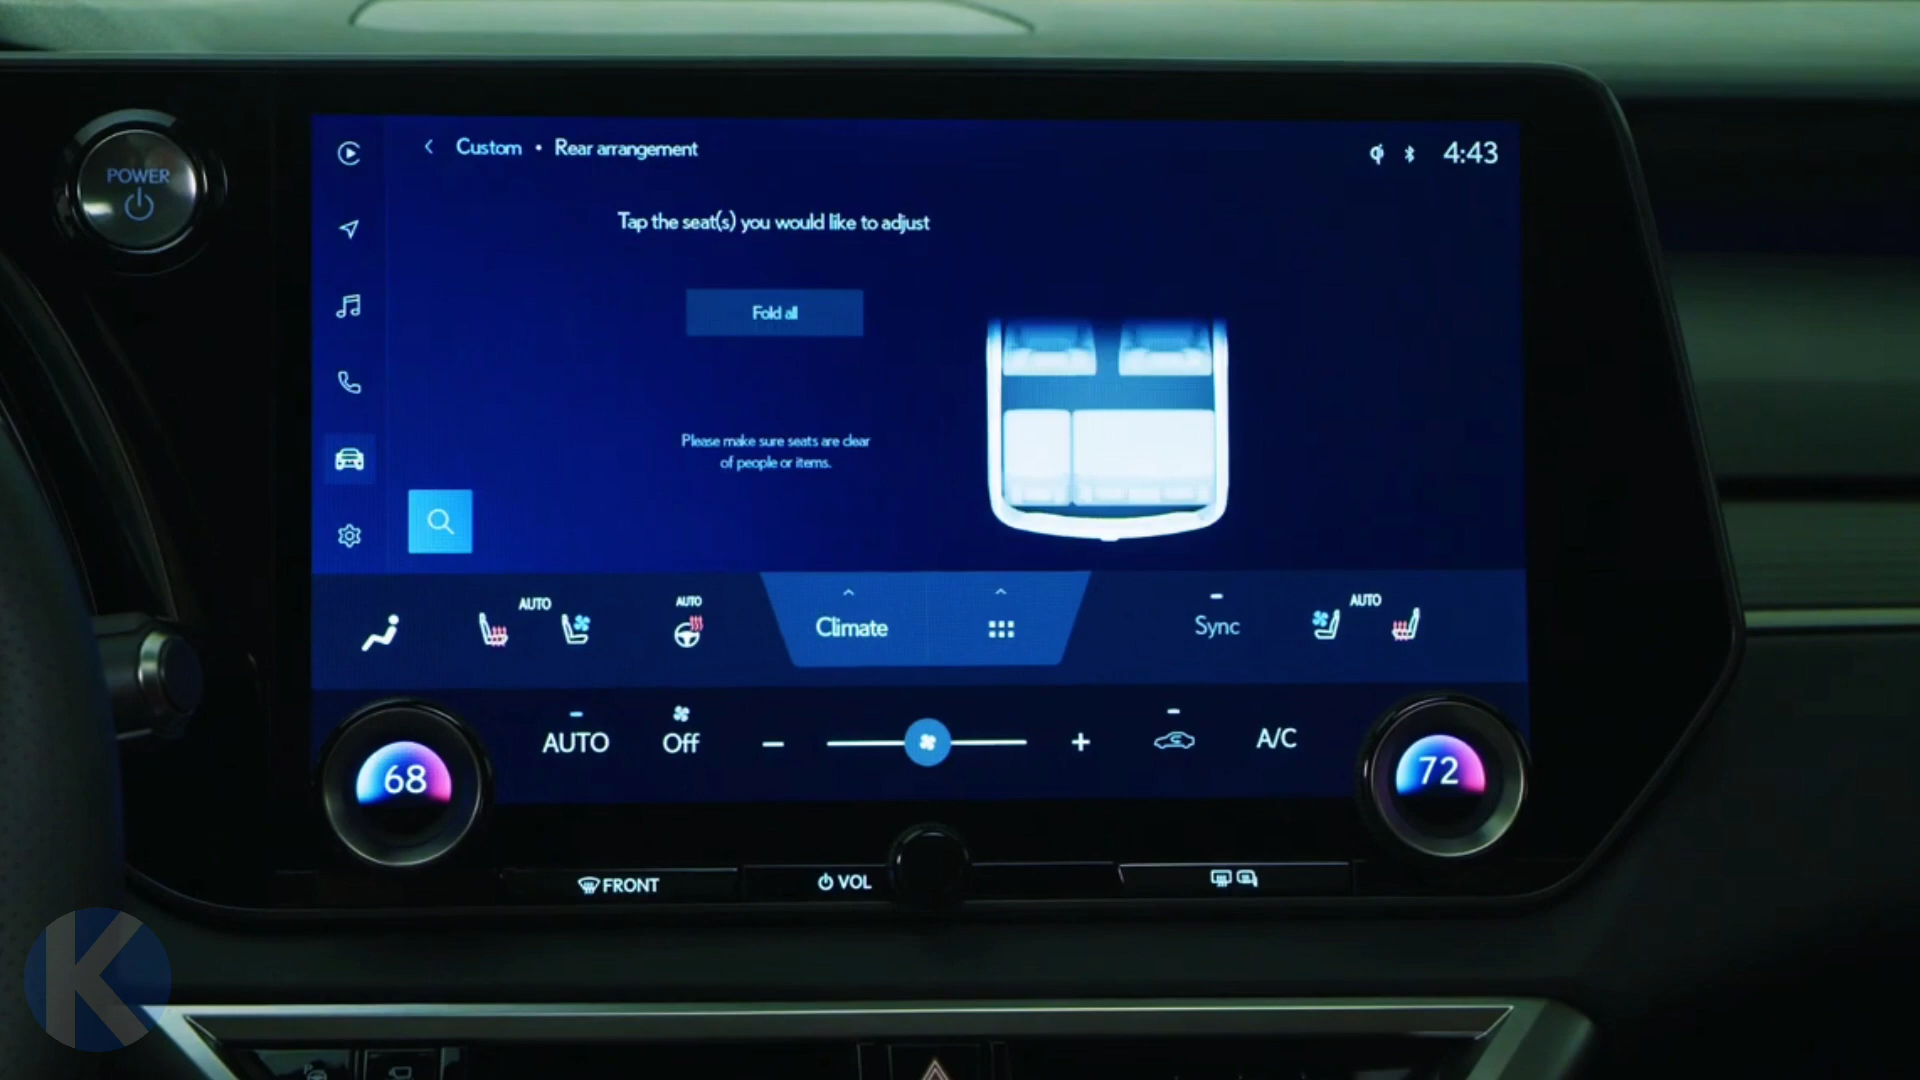 POWER
Custom • Rear arrangement
4:43
Tap the seat(s) you would like to adjust
Fold all
Please make sure seats are clear
of people or items.
AUTO
AUTO
Climate
Sync
AUTO
AUTO
Off
A/C
68
72
FRONT
VOL
K